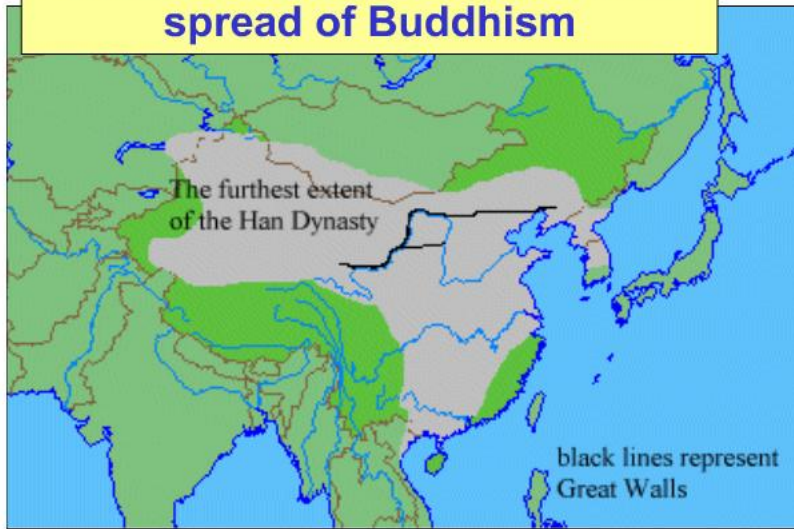 spread of Buddhism
The furthest extent
of the Han Dynasty
black lines represent
Great Walls